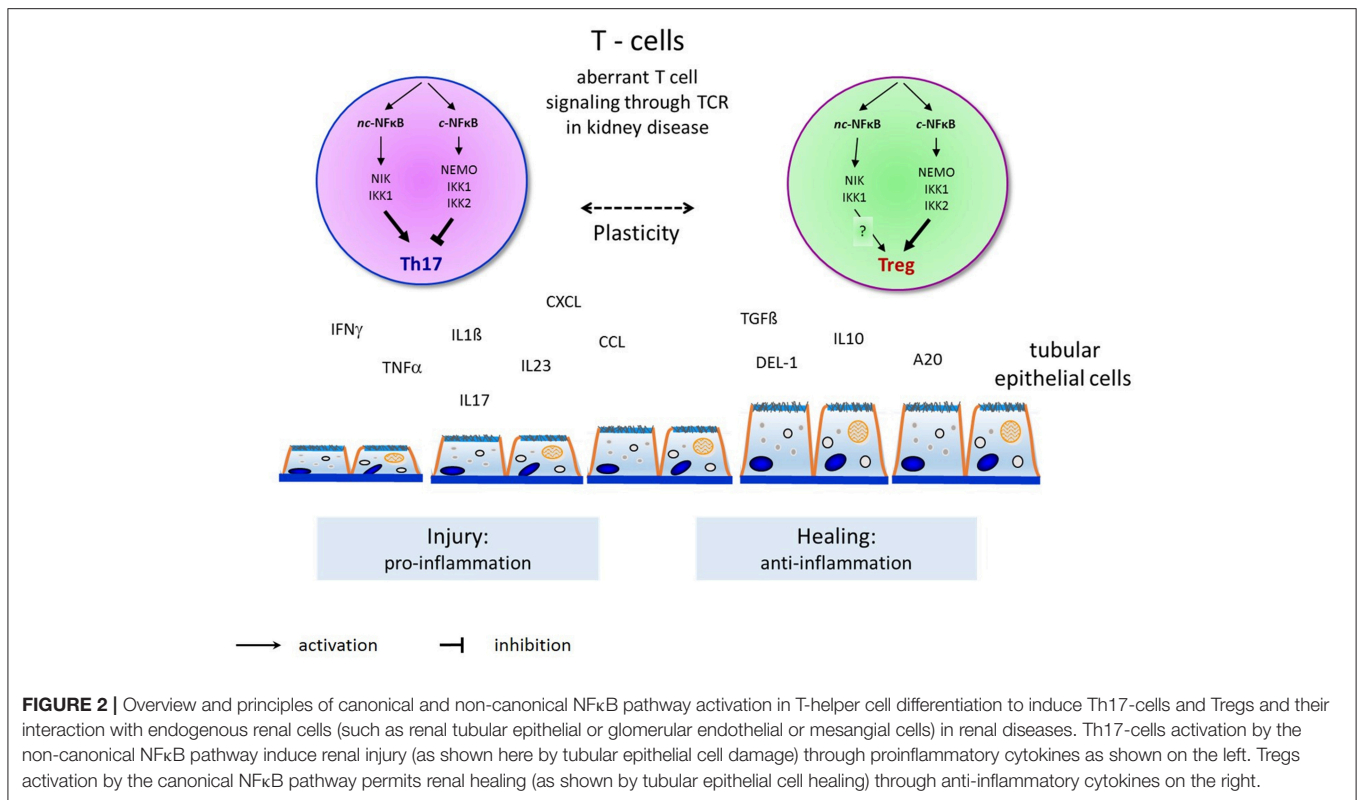 T - cells
aberrant T cell
signaling through TCR
in kidney disease
nc-NFκB c-NFκB
NIK
IKK1
NEMO
IKK1
IKK2
Th17
Plasticity
nc-NFκB c-NFκB
NIK
IKK1
NEMO
IKK1
IKK2
?
Treg
IFNγ
TNFα
IL1ß
IL17
IL23
CXCL
CCL
TGFß
DEL-1
IL10
A20
tubular
epithelial cells
Injury:
pro-inflammation
Healing:
anti-inflammation
activation
inhibition
FIGURE 2 | Overview and principles of canonical and non-canonical NFκB pathway activation in T-helper cell differentiation to induce Th17-cells and Tregs and their
interaction with endogenous renal cells (such as renal tubular epithelial or glomerular endothelial or mesangial cells) in renal diseases. Th17-cells activation by the
non-canonical NFκB pathway induce renal injury (as shown here by tubular epithelial cell damage) through proinflammatory cytokines as shown on the left. Tregs
activation by the canonical NFκB pathway permits renal healing (as shown by tubular epithelial cell healing) through anti-inflammatory cytokines on the right.